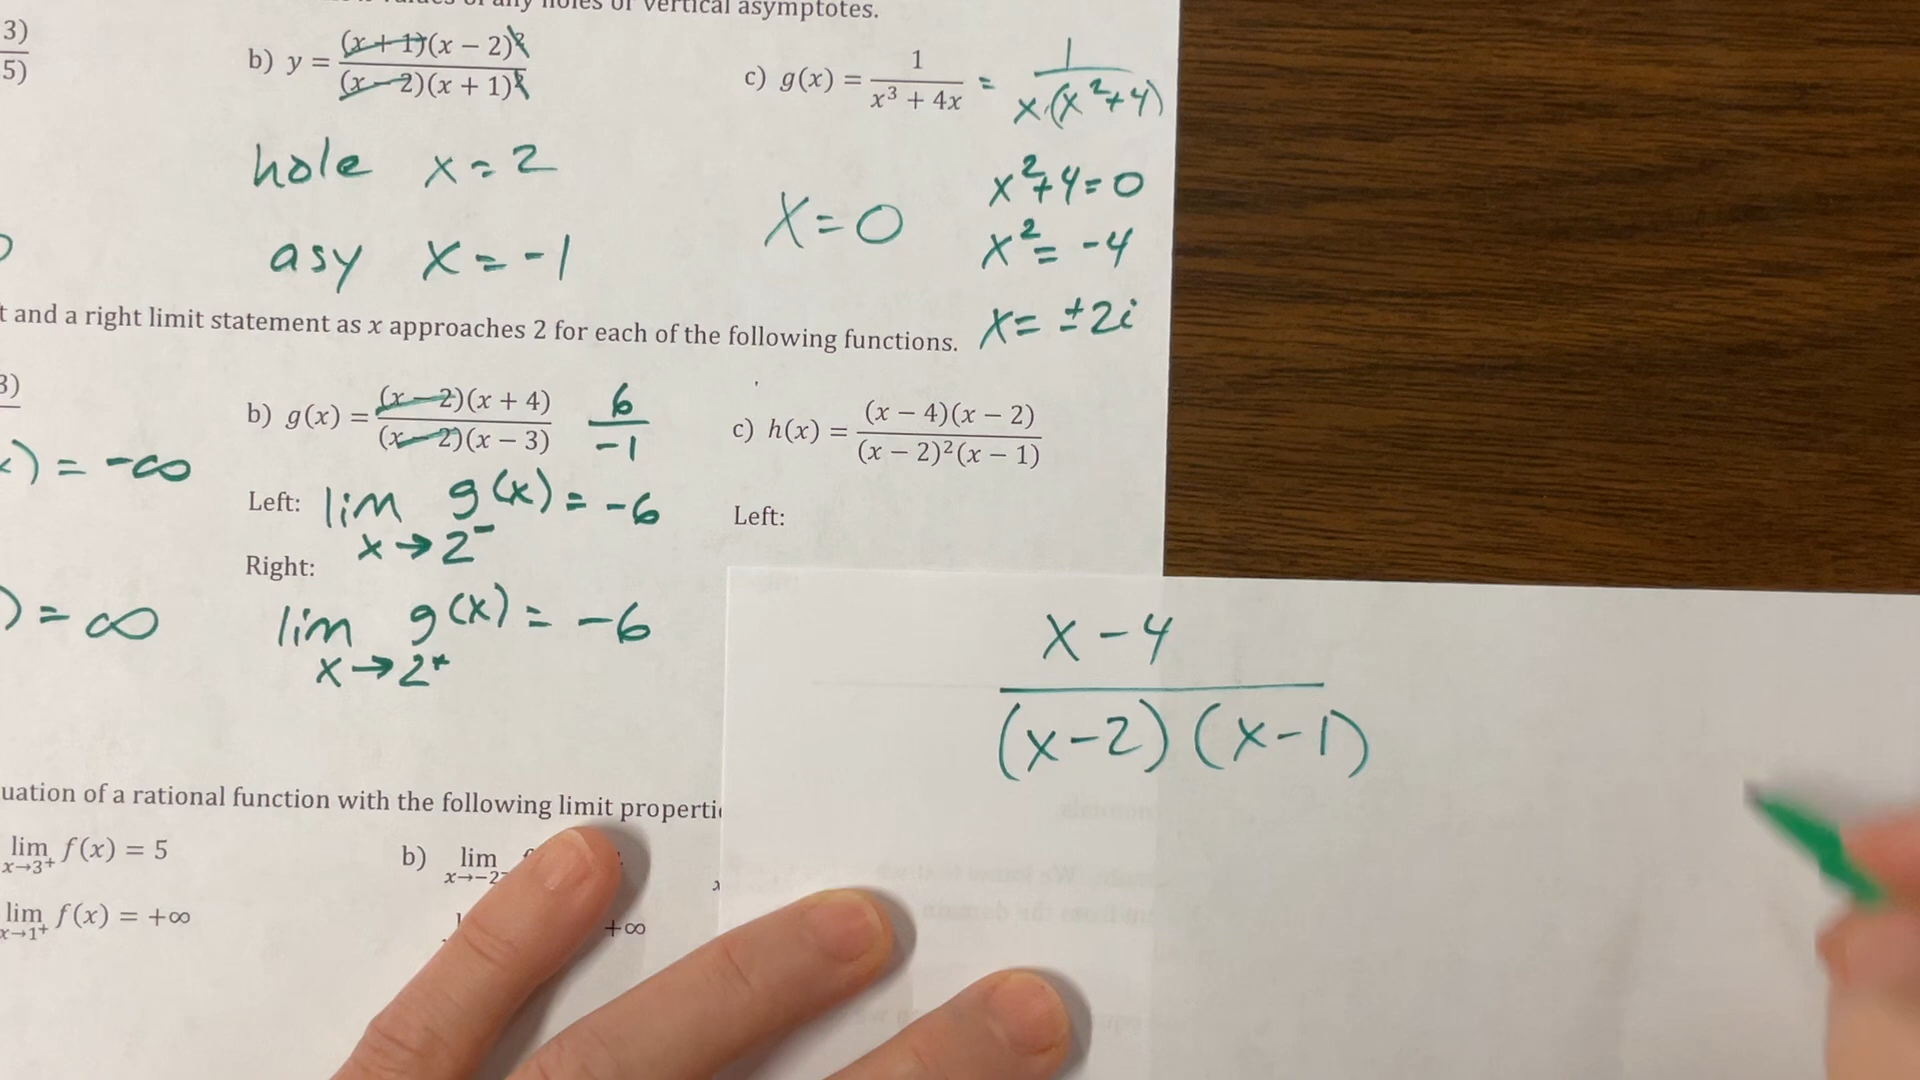 vertical asymptotes.
3)
5)
b) y = (x + 1)(x − 2)²
(x − 2)(x + 1)²
c) g(x) = 1
x³ + 4x
= 1
x(x²+4)
hole x = 2
asy x = -1
x = 0
x²+4=0
x² = -4
x = ±2i
t and a right limit statement as x approaches 2 for each of the following functions.
3)
) = -∞
) = ∞
b) g(x) = (x − 2)(x + 4)
(x − 2)(x − 3)
6
-1
Left: lim g(x) = -6
x → 2⁻
Right:
lim g(x) = -6
x → 2⁺
c) h(x) = (x − 4)(x − 2)
(x − 2)²(x − 1)
Left:
x - 4
(x-2) (x-1)
uation of a rational function with the following limit properti
lim f(x) = 5
x→3⁺
lim f(x) = +∞
x→1⁺
b) lim
x→−2⁻
+∞